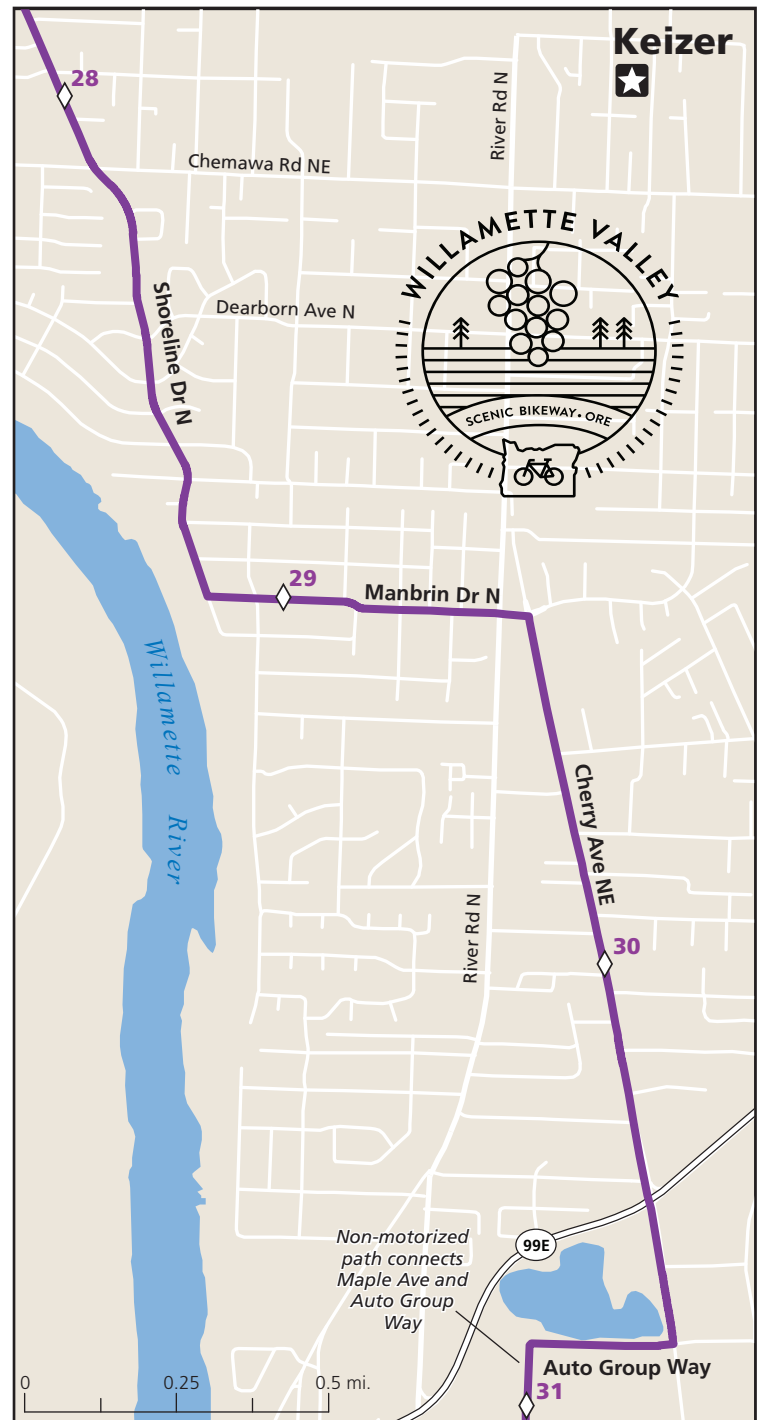 Keizer
28
River Rd N
Chemawa Rd NE
WILLAMETTE VALLEY
Shoreline Dr N
Dearborn Ave N
SCENIC BIKEWAY • ORE
29
Manbrin Dr N
Willamette River
Cherry Ave NE
River Rd N
30
Non-motorized
path connects
Maple Ave and
Auto Group
Way
99E
Auto Group Way
31
0 0.25 0.5 mi.